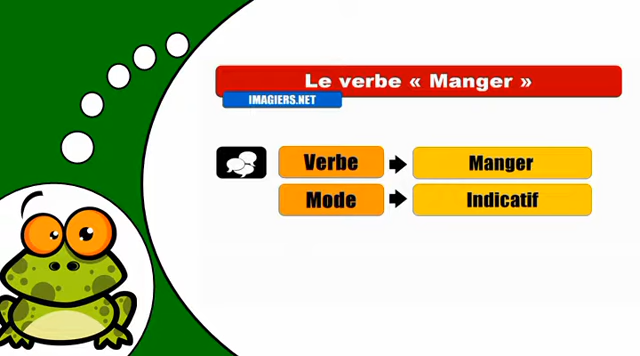 Le verbe « Manger »
IMAGIERS.NET
Verbe Manger
Mode Indicatif